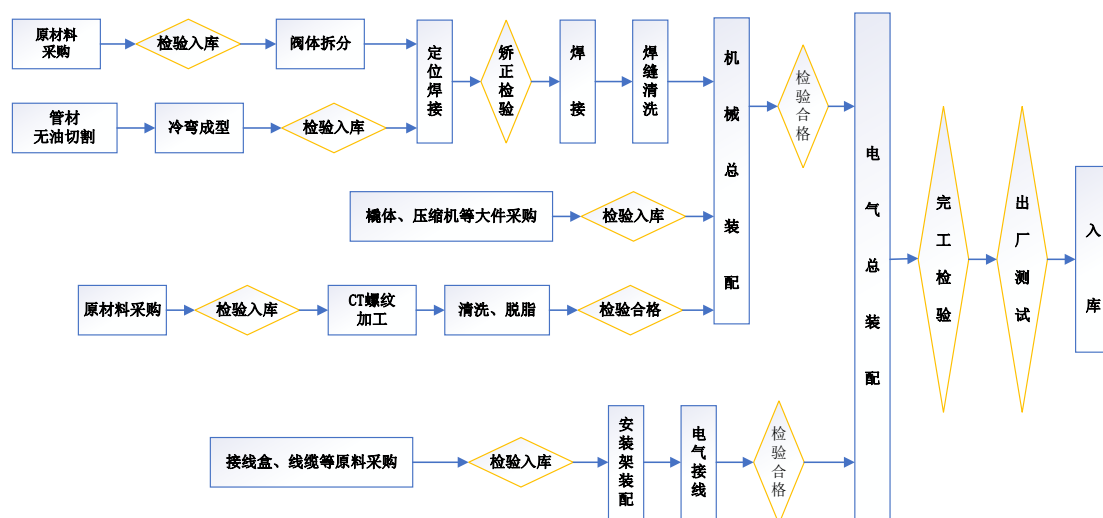 原材料
采购
检验入库
阀体拆分
定位焊接
矫正检验
焊接
焊缝清洗
机械总装配
检验合格
管材
无油切割
冷弯成型
检验入库
橇体、压缩机等大件采购
检验入库
原材料采购
检验入库
CT螺纹
加工
清洗、脱脂
检验合格
电气总装配
完工检验
出厂测试
入库
接线盒、线缆等原料采购
检验入库
安装架装配
电气接线
检验合格